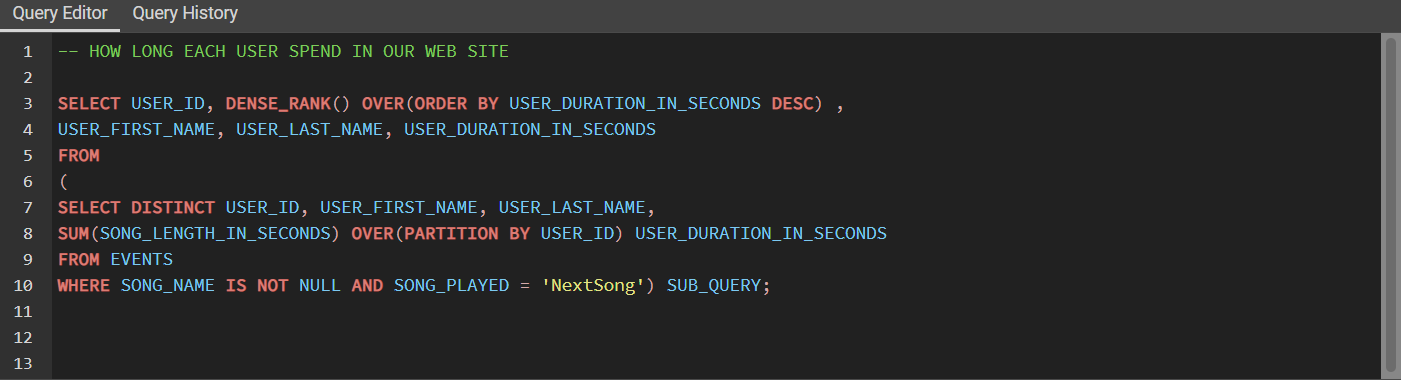 Query Editor Query History
1 -- HOW LONG EACH USER SPEND IN OUR WEB SITE
2
3 SELECT USER_ID, DENSE_RANK() OVER(ORDER BY USER_DURATION_IN_SECONDS DESC) ,
4 USER_FIRST_NAME, USER_LAST_NAME, USER_DURATION_IN_SECONDS
5 FROM
6 (
7 SELECT DISTINCT USER_ID, USER_FIRST_NAME, USER_LAST_NAME,
8 SUM(SONG_LENGTH_IN_SECONDS) OVER(PARTITION BY USER_ID) USER_DURATION_IN_SECONDS
9 FROM EVENTS
10 WHERE SONG_NAME IS NOT NULL AND SONG_PLAYED = 'NextSong') SUB_QUERY;
11
12
13